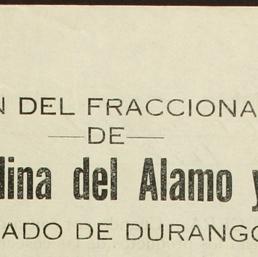 N DEL FRACCIONA
—DE—
dina del Alamo y
ADO DE DURANGO